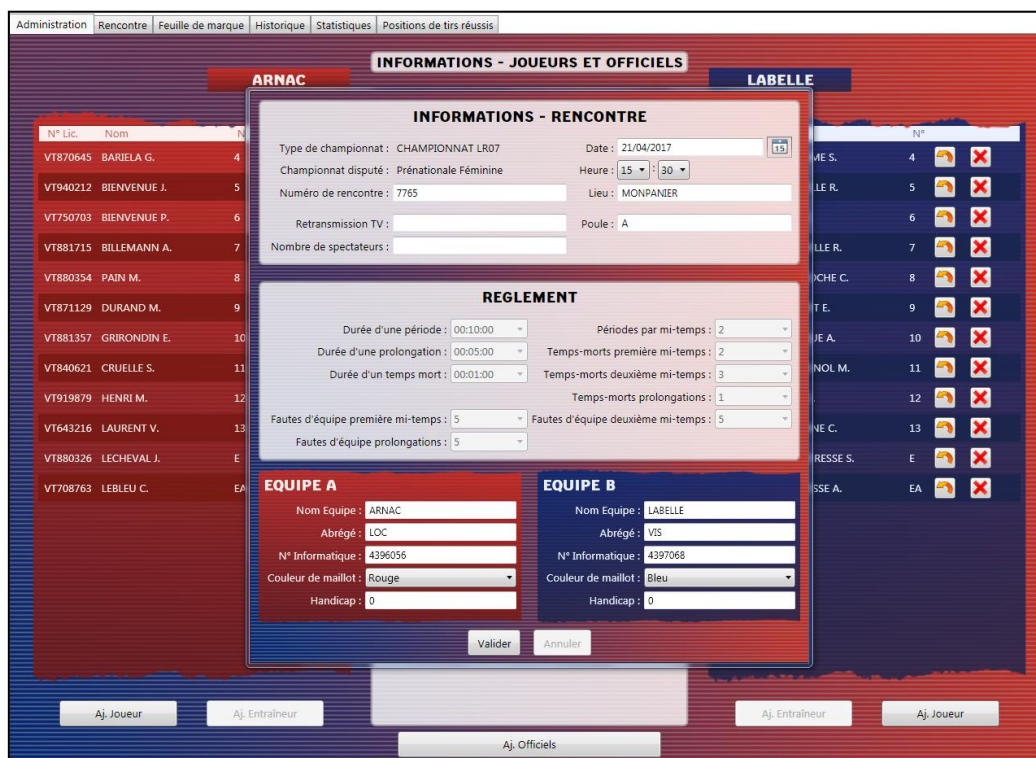 Administration Rencontre Feuille de marque Historique Statistiques Positions de tirs réussis
INFORMATIONS - JOUEURS ET OFFICIELS
ARNAC LABELLE
INFORMATIONS - RENCONTRE
Type de championnat : CHAMPIONNAT LR07 Date : 21/04/2017 15
Championnat disputé : Prénationale Féminine Heure : 15 : 30
Numéro de rencontre : 7765 Lieu : MONPANIER
Retransmission TV : Poule : A
Nombre de spectateurs :
REGLEMENT
Durée d'une période : 00:10:00 Périodes par mi-temps : 2
Durée d'une prolongation : 00:05:00 Temps-morts première mi-temps : 2
Durée d'un temps mort : 00:01:00 Temps-morts deuxième mi-temps : 3
Temps-morts prolongations : 1
Fautes d'équipe première mi-temps : 5 Fautes d'équipe deuxième mi-temps : 5
Fautes d'équipe prolongations : 5
EQUIPE A
Nom Equipe : ARNAC
Abrégé : LOC
N° Informatique : 4396056
Couleur de maillot : Rouge
Handicap : 0
EQUIPE B
Nom Equipe : LABELLE
Abrégé : VIS
N° Informatique : 4397068
Couleur de maillot : Bleu
Handicap : 0
Valider Annuler
N° Lic. Nom N
VT870645 BARIELA G. 4
VT940212 BIENVENUE J. 5
VT750703 BIENVENUE P. 6
VT881715 BILLEMANN A. 7
VT880354 PAIN M. 8
VT871129 DURAND M. 9
VT881357 GRIRONDIN E. 10
VT840621 CRUELLE S. 11
VT919879 HENRI M. 12
VT643216 LAURENT V. 13
VT880326 LECHEVAL J. E
VT708763 LEBLEU C. EA
N°
ME S. 4
LLE R. 5
6
LLE R. 7
OCHE C. 8
T E. 9
UE A. 10
NOL M. 11
12
NE C. 13
RESSE S. E
SSE A. EA
Aj. Joueur Aj. Entraîneur Aj. Entraîneur Aj. Joueur
Aj. Officiels